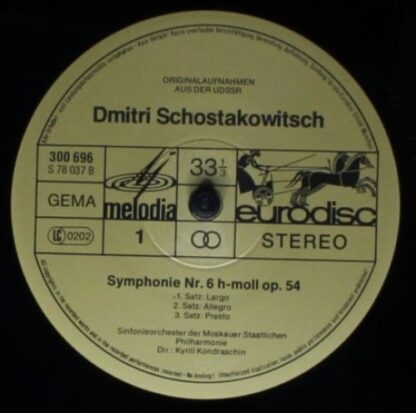 ORIGINALAUFNAHMEN
AUS DER UDSSR
Dmitri Schostakowitsch
300 696
S 78 037 B
33 1/3
GEMA
melodia
eurodisc
LC 0202
1
STEREO
Symphonie Nr. 6 h-moll op. 54
1. Satz: Largo
2. Satz: Allegro
3. Satz: Presto
Sinfonieorchester der Moskauer Staatlichen
Philharmonie
Dir.: Kyrill Kondraschin